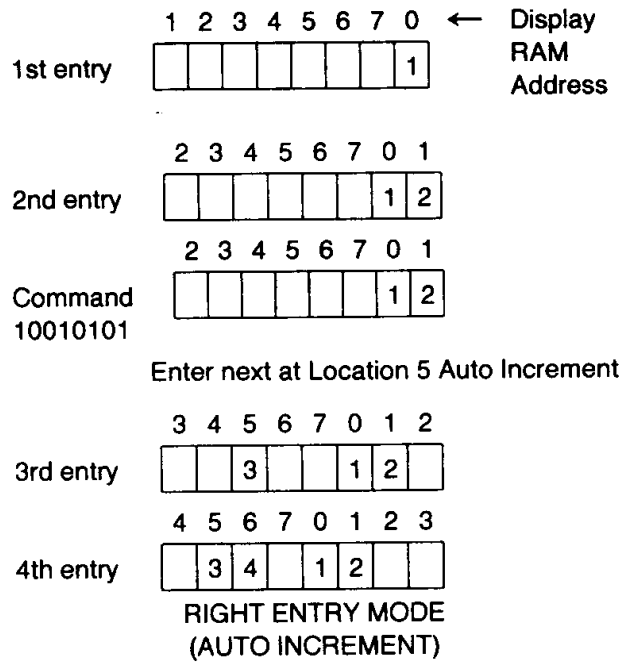 1 2 3 4 5 6 7 0 ← Display
RAM
Address
1st entry 1
2 3 4 5 6 7 0 1
2nd entry 1 2
2 3 4 5 6 7 0 1
Command 1 2
10010101
Enter next at Location 5 Auto Increment
3 4 5 6 7 0 1 2
3rd entry 3 1 2
4 5 6 7 0 1 2 3
4th entry 3 4 1 2
RIGHT ENTRY MODE
(AUTO INCREMENT)